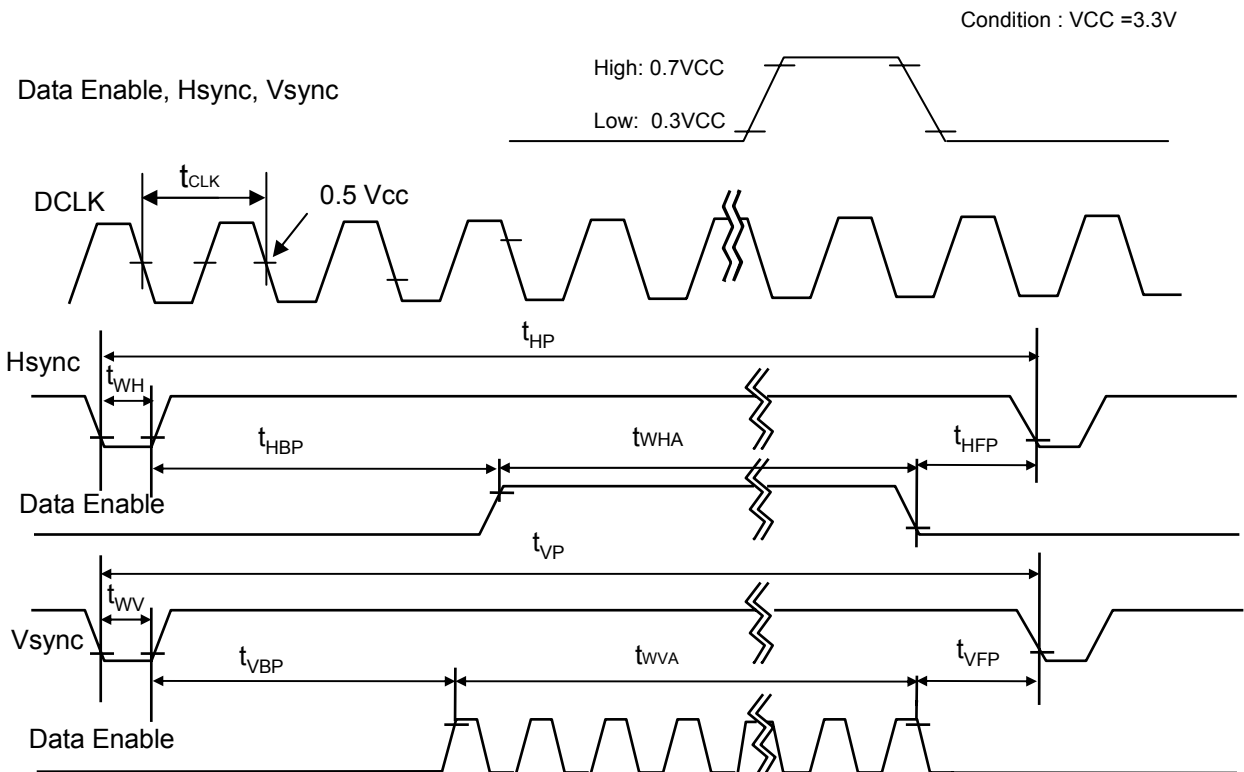 Condition : VCC =3.3V
High: 0.7VCC
Data Enable, Hsync, Vsync
Low: 0.3VCC
tCLK
0.5 Vcc
DCLK
tHP
Hsync
tWH
tHBP
tWHA
tHFP
Data Enable
tVP
tWV
Vsync
tVBP
tWVA
tVFP
Data Enable